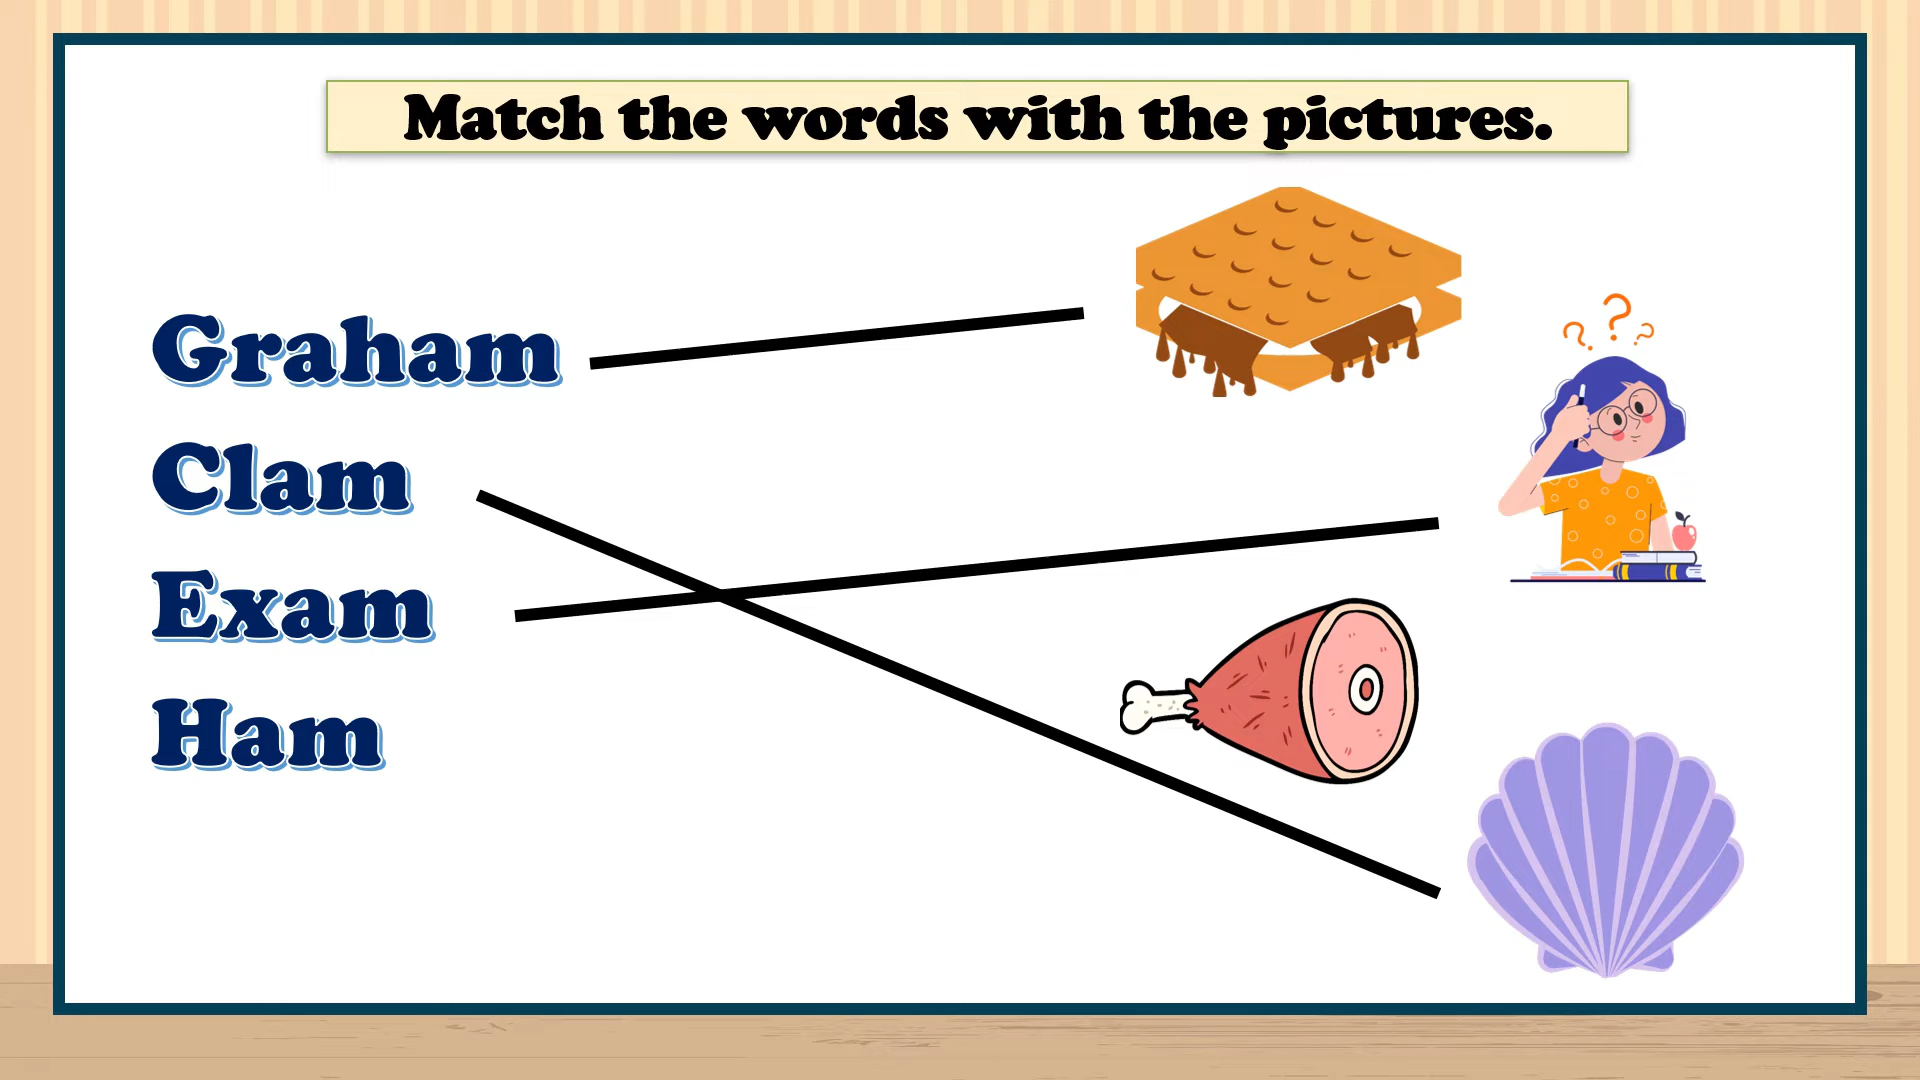 Match the words with the pictures.
Graham
Clam
Exam
Ham
? ? ?